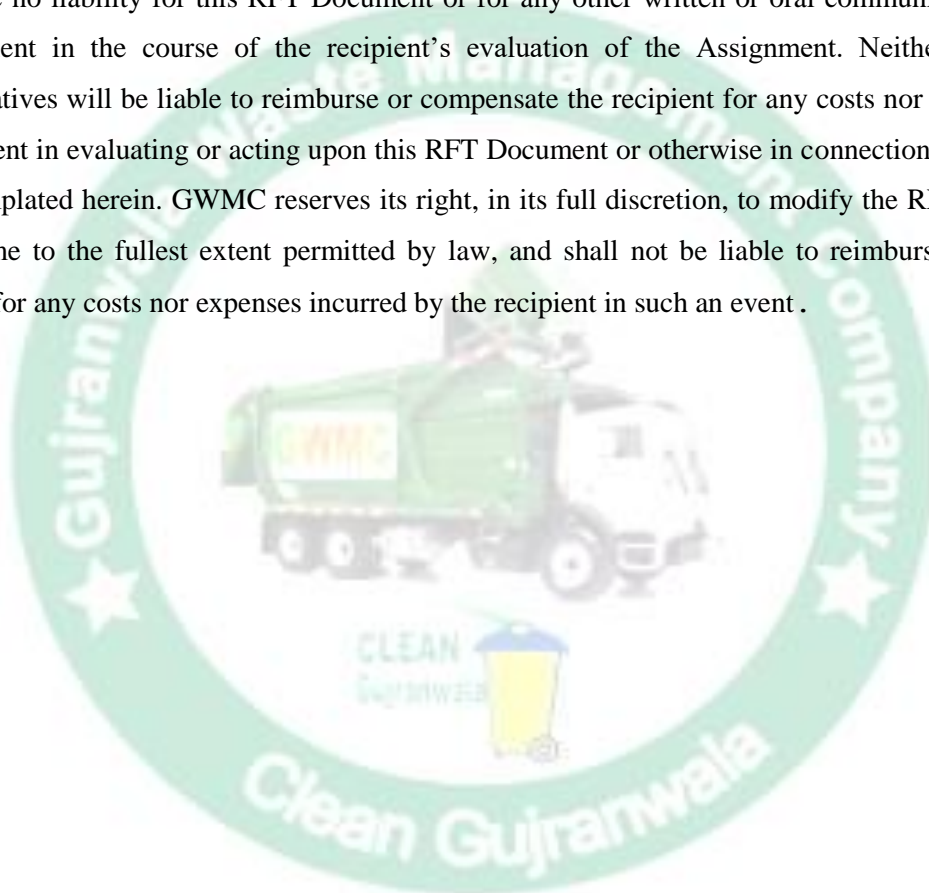 no liability for this RFT Document or for any other written or oral
ent in the course of the recipient's evaluation of the Assignment.
atives will be liable to reimburse or compensate the recipient for any costs nor
ent in evaluating or acting upon this RFT Document or otherwise in connection
plated herein. GWMC reserves its right, in its full discretion, to modify the
ne to the fullest extent permitted by law, and shall not be liable to
for any costs nor expenses incurred by the recipient in such an event.
Gujranwala Waste Management Company
GWMC
CLEAN
Gujranwala
Clean Gujranwala